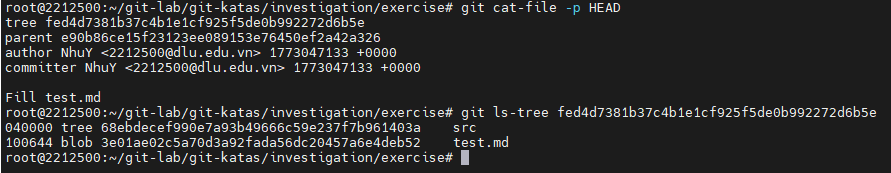 root@2212500:~/git-lab/git-katas/investigation/exercise# git cat-file -p HEAD
tree fed4d7381b37c4b1e1cf925f5de0b992272d6b5e
parent e90b86ce15f23123ee089153e76450ef2a42a326
author NhuY <2212500@dlu.edu.vn> 1773047133 +0000
committer NhuY <2212500@dlu.edu.vn> 1773047133 +0000
Fill test.md
root@2212500:~/git-lab/git-katas/investigation/exercise# git ls-tree fed4d7381b37c4b1e1cf925f5de0b992272d6b5e
040000 tree 68ebdecef990e7a93b49666c59e237f7b961403a    src
100644 blob 3e01ae02c5a70d3a92fada56dc20457a6e4deb52    test.md
root@2212500:~/git-lab/git-katas/investigation/exercise#